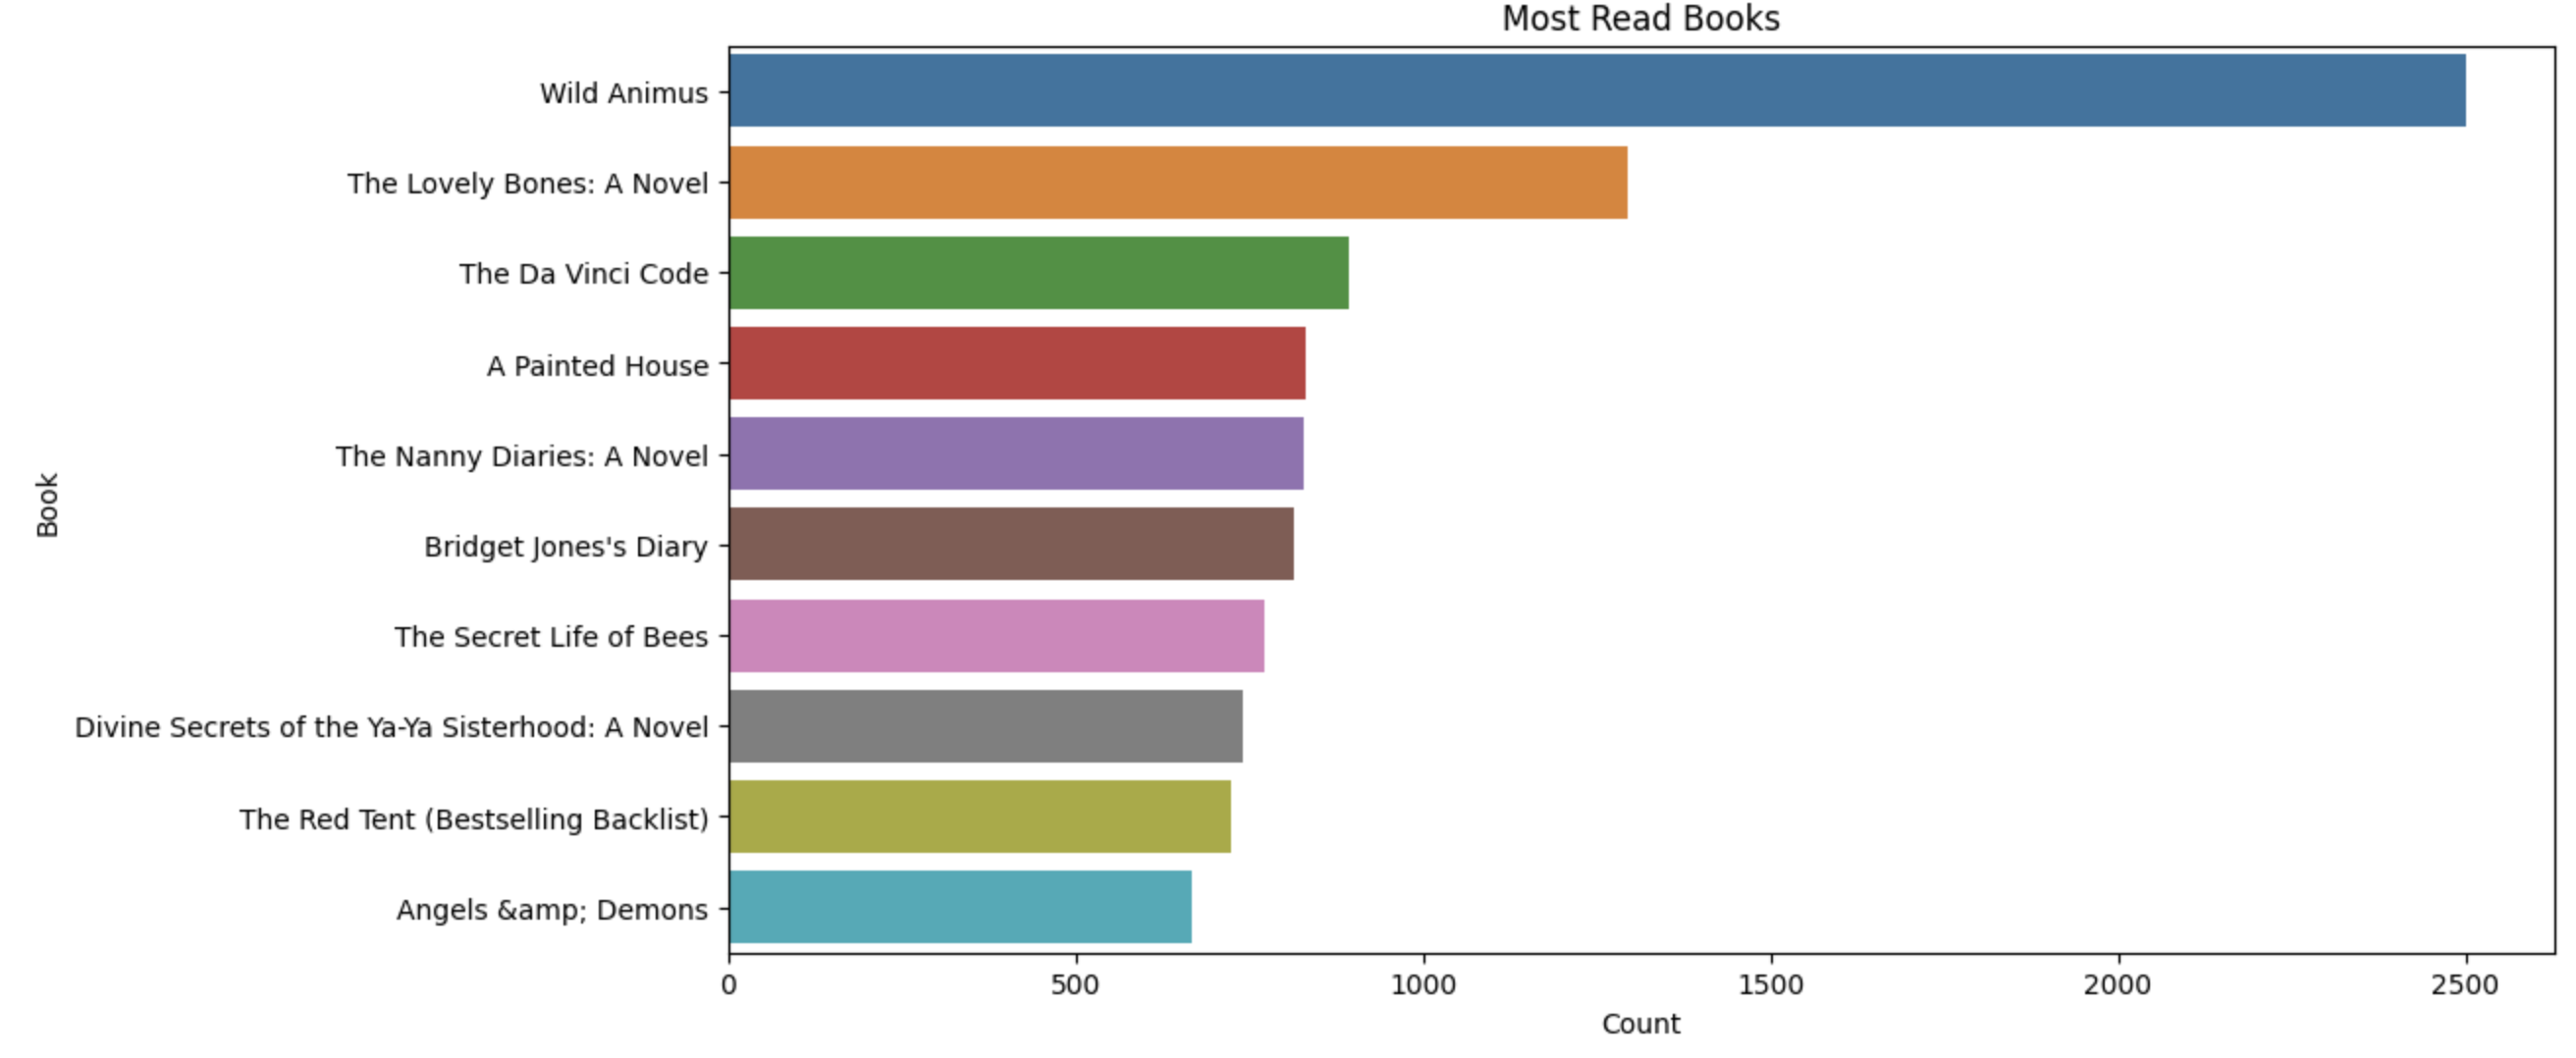 Most Read Books
Wild Animus
The Lovely Bones: A Novel
The Da Vinci Code
A Painted House
The Nanny Diaries: A Novel
Bridget Jones's Diary
The Secret Life of Bees
Divine Secrets of the Ya-Ya Sisterhood: A Novel
The Red Tent (Bestselling Backlist)
Angels &amp; Demons
Book
0 500 1000 1500 2000 2500
Count